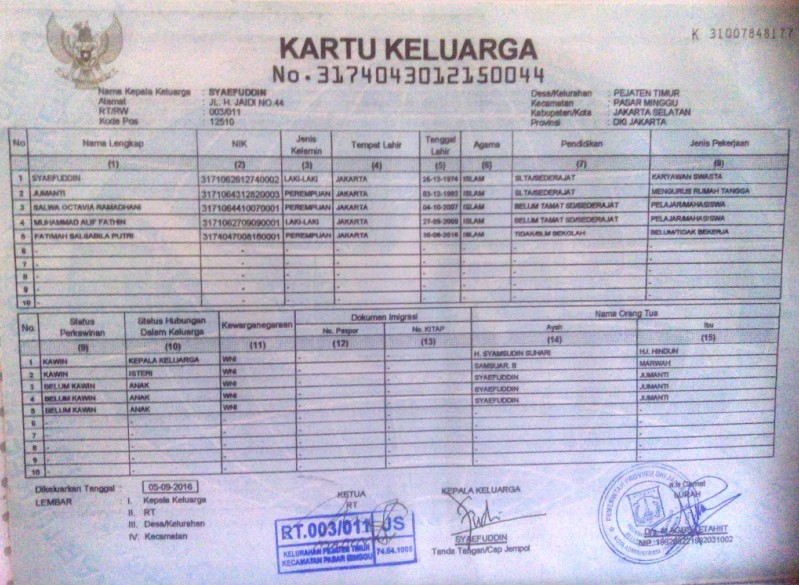 K 31007848177
KARTU KELUARGA
No. 3174043012150044
Nama Kepala Keluarga : SYAEFUDDIN
Alamat : JL. H. JAIDI NO.44
RT/RW : 003/011
Kode Pos : 12510
Desa/Kelurahan : PEJATEN TIMUR
Kecamatan : PASAR MINGGU
Kabupaten/Kota : JAKARTA SELATAN
Provinsi : DKI JAKARTA
No Nama Lengkap NIK Jenis Kelamin Tempat Lahir Tanggal Lahir Agama Pendidikan Jenis Pekerjaan
(1) (2) (3) (4) (5) (6) (7) (8)
1 SYAEFUDDIN 3171062612740002 LAKI-LAKI JAKARTA 26-12-1974 ISLAM SLTA/SEDERAJAT KARYAWAN SWASTA
2 JUMANTI 3171064312820003 PEREMPUAN JAKARTA 03-12-1982 ISLAM SLTA/SEDERAJAT MENGURUS RUMAH TANGGA
3 SALWA OCTAVIA RAMADHANI 3171064410070001 PEREMPUAN JAKARTA 04-10-2007 ISLAM BELUM TAMAT SD/SEDERAJAT PELAJAR/MAHASISWA
4 MUHAMMAD ALIF FATHIN 3171062709090001 LAKI-LAKI JAKARTA 27-09-2009 ISLAM BELUM TAMAT SD/SEDERAJAT PELAJAR/MAHASISWA
5 FATIMAH SALSABILA PUTRI 3174047008160001 PEREMPUAN JAKARTA ISLAM TIDAK/BLM SEKOLAH BELUM/TIDAK BEKERJA
6 - - - - - - - -
7 - - - - - - - -
8 - - - - - - - -
9 - - - - - - - -
10 - - - - - - - -
No Status Perkawinan Status Hubungan Dalam Keluarga Kewarganegaraan Dokumen Imigrasi Nama Orang Tua
No. Paspor No. KITAP Ayah Ibu
(9) (10) (11) (12) (13) (14) (15)
1 KAWIN KEPALA KELUARGA WNI - - H. SYAMSUDIN SUHARI HJ. HINDUN
2 KAWIN ISTERI WNI - - SAMSUAR. B MARWAH
3 BELUM KAWIN ANAK WNI - - SYAEFUDDIN JUMANTI
4 BELUM KAWIN ANAK WNI - - SYAEFUDDIN JUMANTI
5 BELUM KAWIN ANAK WNI - - SYAEFUDDIN JUMANTI
6 - - - - - - -
7 - - - - - - -
8 - - - - - - -
9 - - - - - - -
10 - - - - - - -
Dikeluarkan Tanggal : 05-09-2016
LEMBAR : I. Kepala Keluarga
II. RT
III. Desa/Kelurahan
IV. Kecamatan
KETUA
RT
RT.003/011 JS
KELURAHAN PEJATEN TIMUR
KECAMATAN PASAR MINGGU
74.04.1005
KEPALA KELUARGA
SYAEFUDDIN
Tanda Tangan/Cap Jempol
a.n Camat
LURAH
PEMERINTAH PROVINSI DKI
Drs.
NIP.